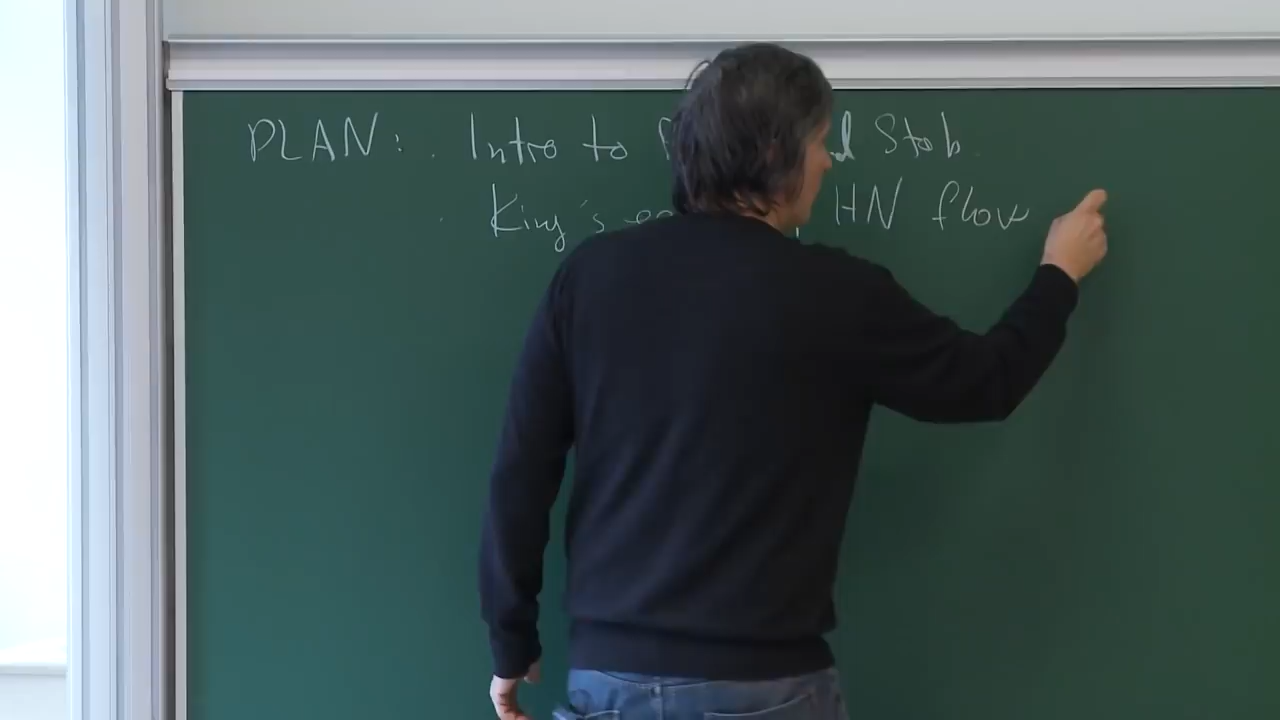 PLAN: . Intro to Stab.
. King's HN flow